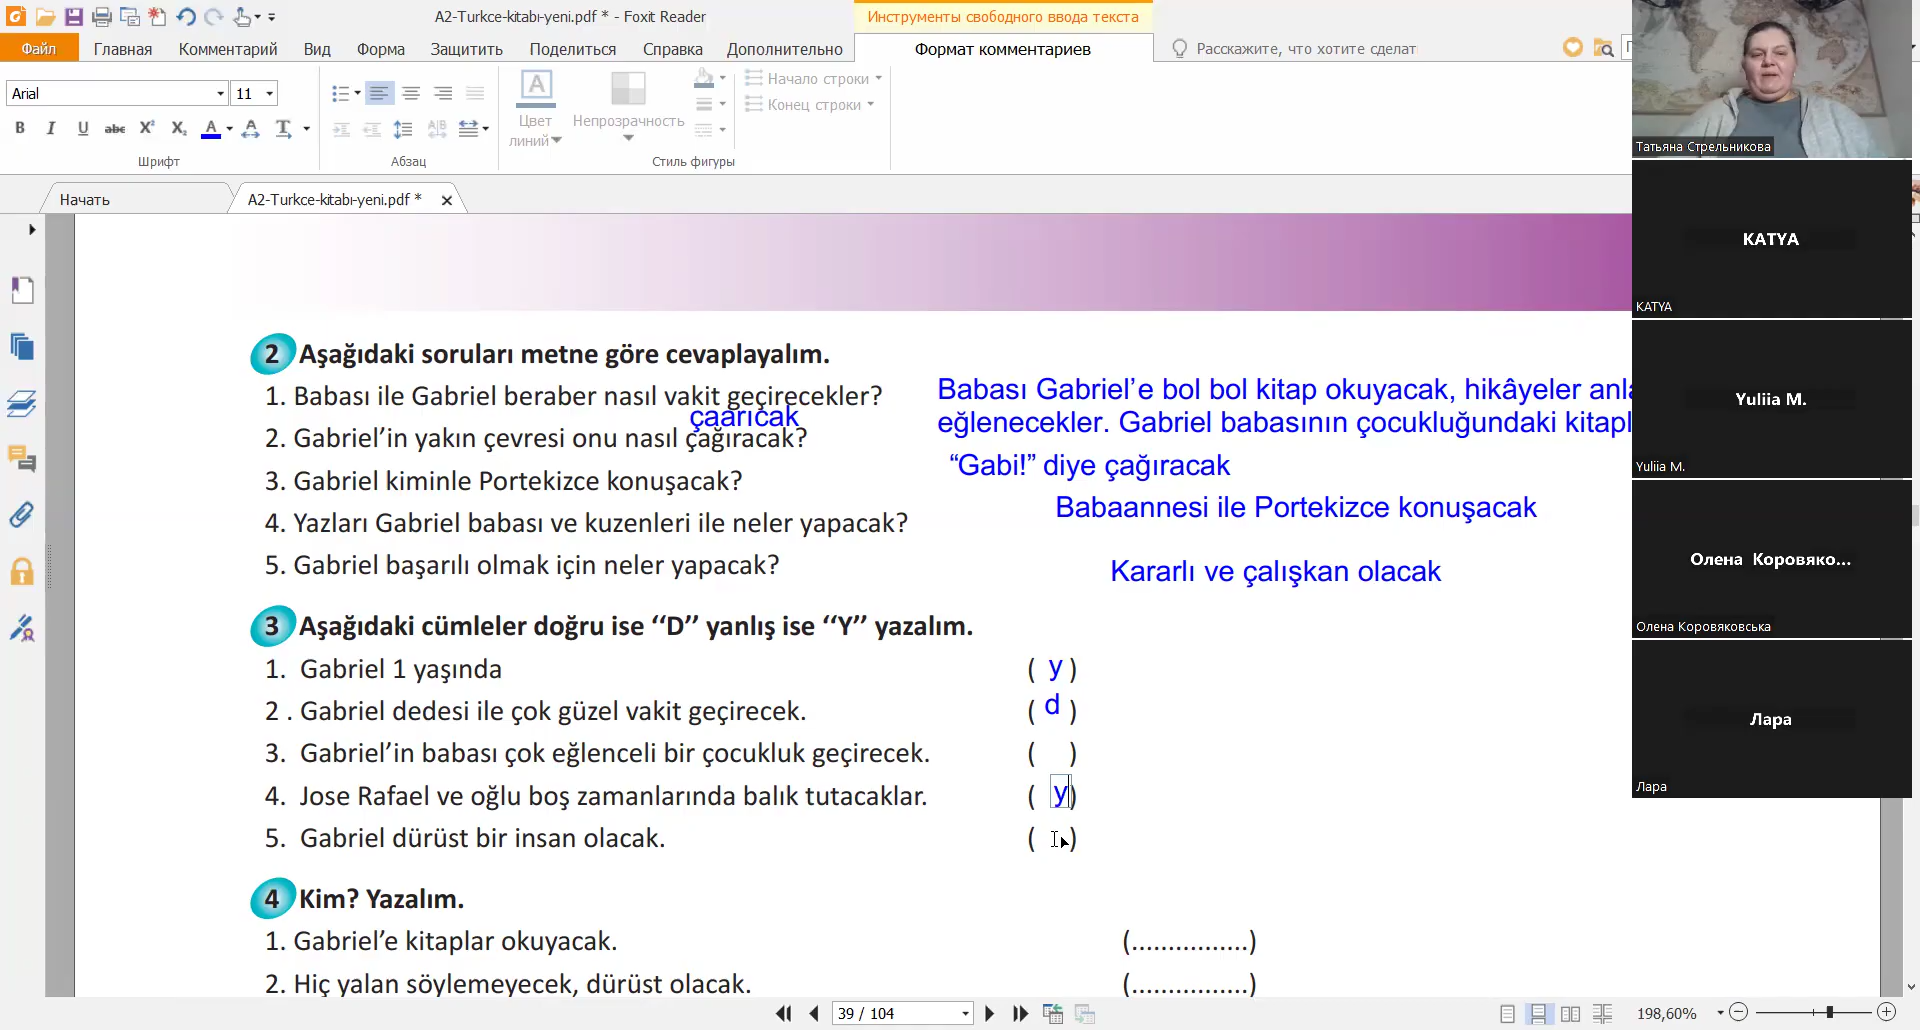 A2-Turkce-kitabı-yeni.pdf * - Foxit Reader
Инструменты свободного ввода текста
Файл Главная Комментарий Вид Форма Защитить Поделиться Справка Дополнительно Формат комментариев Расскажите, что хотите сделат
Arial 11
Цвет линий
Непрозрачность
Начало строки
Конец строки
Шрифт Абзац Стиль фигуры
Начать A2-Turkce-kitabı-yeni.pdf *
2 Aşağıdaki soruları metne göre cevaplayalım.
1. Babası ile Gabriel beraber nasıl vakit geçirecekler?
Babası Gabriel’e bol bol kitap okuyacak, hikâyeler anla
çaarıcak
eğlenecekler. Gabriel babasının çocukluğundaki kitapl
2. Gabriel’in yakın çevresi onu nasıl çağıracak?
“Gabi!” diye çağıracak
3. Gabriel kiminle Portekizce konuşacak?
Babaannesi ile Portekizce konuşacak
4. Yazları Gabriel babası ve kuzenleri ile neler yapacak?
5. Gabriel başarılı olmak için neler yapacak?
Kararlı ve çalışkan olacak
3 Aşağıdaki cümleler doğru ise ‘‘D’’ yanlış ise ‘‘Y’’ yazalım.
1. Gabriel 1 yaşında ( y )
2 . Gabriel dedesi ile çok güzel vakit geçirecek. ( d )
3. Gabriel’in babası çok eğlenceli bir çocukluk geçirecek. ( )
4. Jose Rafael ve oğlu boş zamanlarında balık tutacaklar. ( y)
5. Gabriel dürüst bir insan olacak. ( )
4 Kim? Yazalım.
1. Gabriel’e kitaplar okuyacak. (................)
2. Hiç yalan söylemeyecek, dürüst olacak. (................)
39 / 104
198,60%
Татьяна Стрельникова
KATYA
KATYA
Yuliia M.
Yuliia M.
Олена Коровяко...
Олена Коровяковська
Лара
Лара